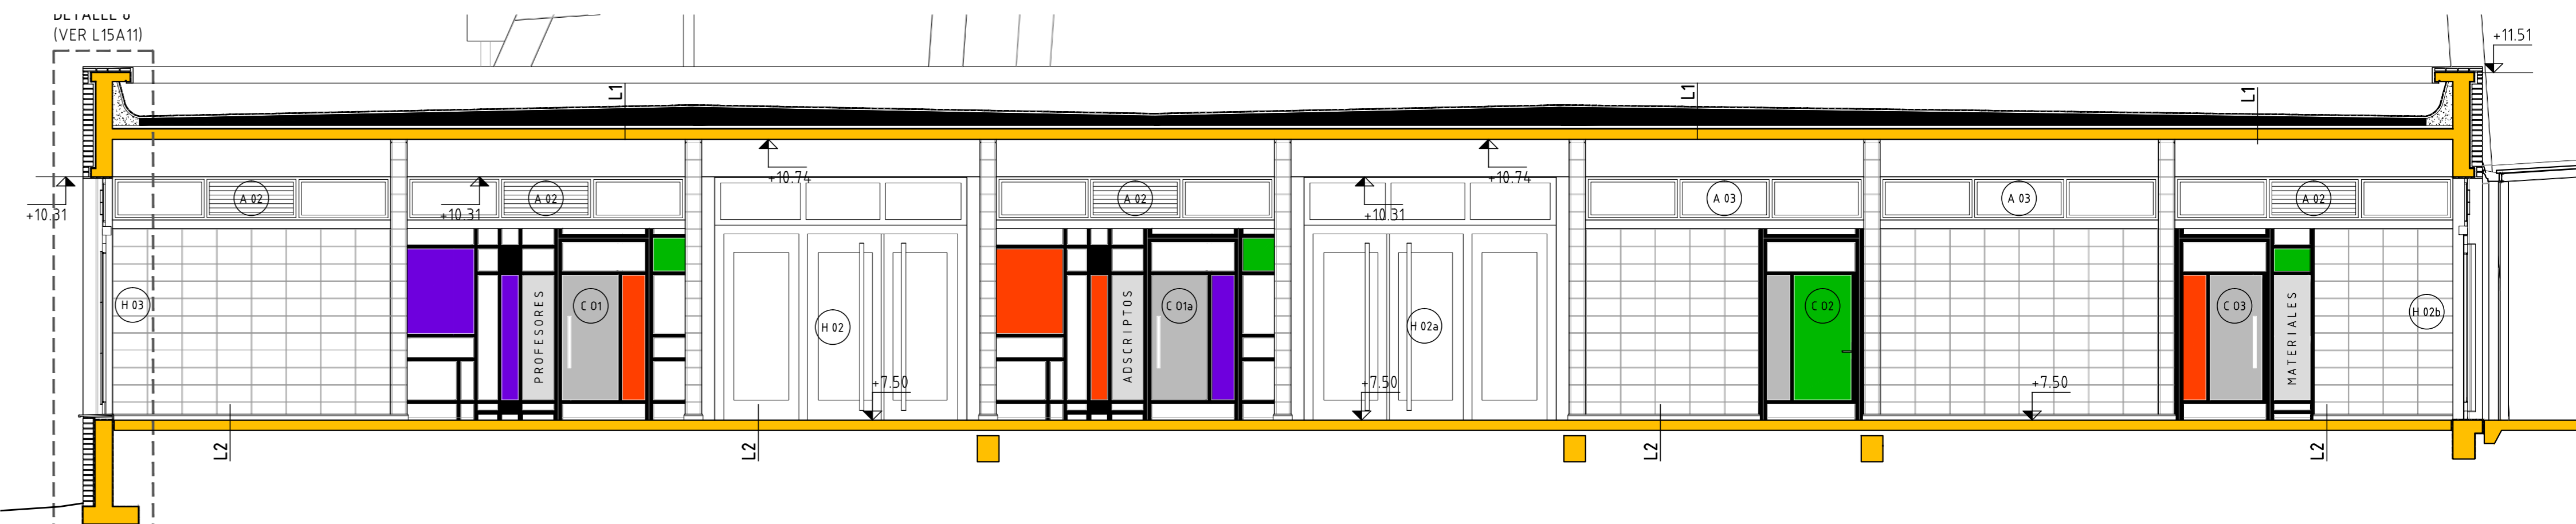 DETALLE 8
(VER L15A11)
+11.51
L1
L1
L1
+10.74
+10.74
+10.31
A 02
+10.31
A 02
A 02
+10.31
A 03
A 03
A 02
H 03
PROFESORES
C 01
H 02
ADSCRIPTOS
C 01a
H 02a
C 02
C 03
MATERIALES
H 02b
+7.50
+7.50
+7.50
L2
L2
L2
L2